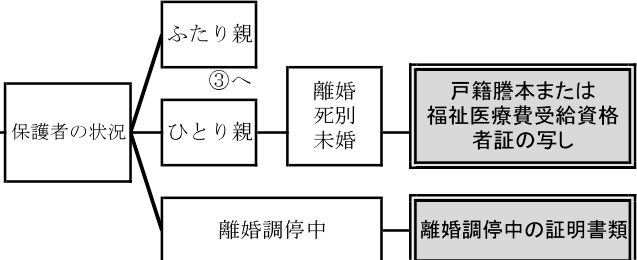 ふたり親
③へ
保護者の状況
ひとり親
離婚
死別
未婚
戸籍謄本または
福祉医療費受給資格
者証の写し
離婚調停中
離婚調停中の証明書類